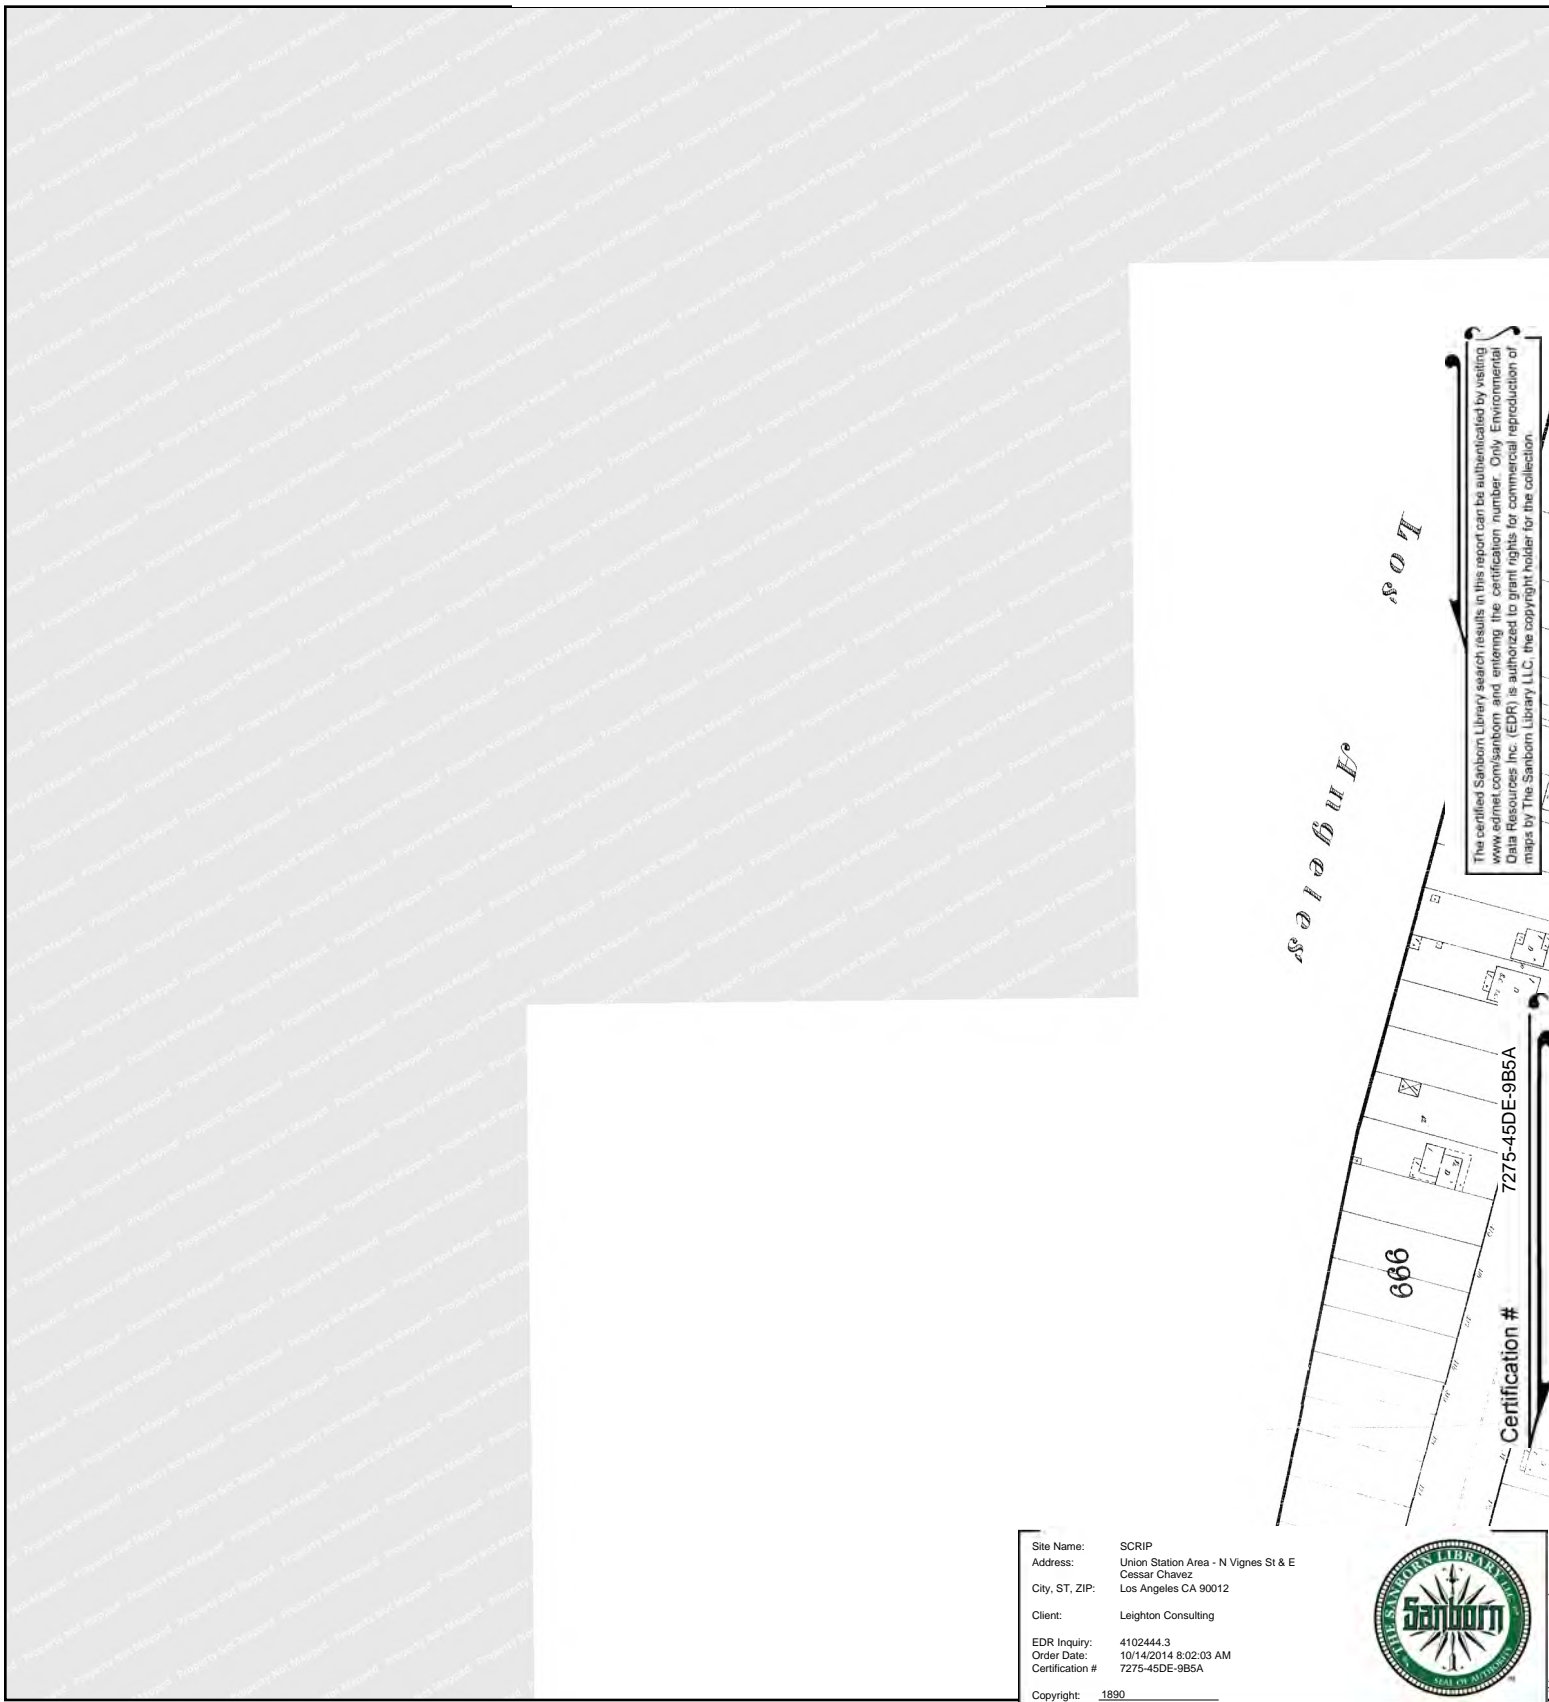 Property Not Mapped
Los
Angeles
The certified Sanborn Library search results in this report can be authenticated by visiting
www.edrnet.com/sanborn and entering the certification number. Only Environmental
Data Resources Inc. (EDR) is authorized to grant rights for commercial reproduction of
maps by The Sanborn Library LLC, the copyright holder for the collection.
666
Certification # 7275-45DE-9B5A
Site Name: SCRIP
Address: Union Station Area - N Vignes St & E
Cessar Chavez
City, ST, ZIP: Los Angeles CA 90012
Client: Leighton Consulting
EDR Inquiry: 4102444.3
Order Date: 10/14/2014 8:02:03 AM
Certification # 7275-45DE-9B5A
Copyright: 1890
THE SANBORN LIBRARY LLC
Sanborn
SEAL OF AUTHORITY